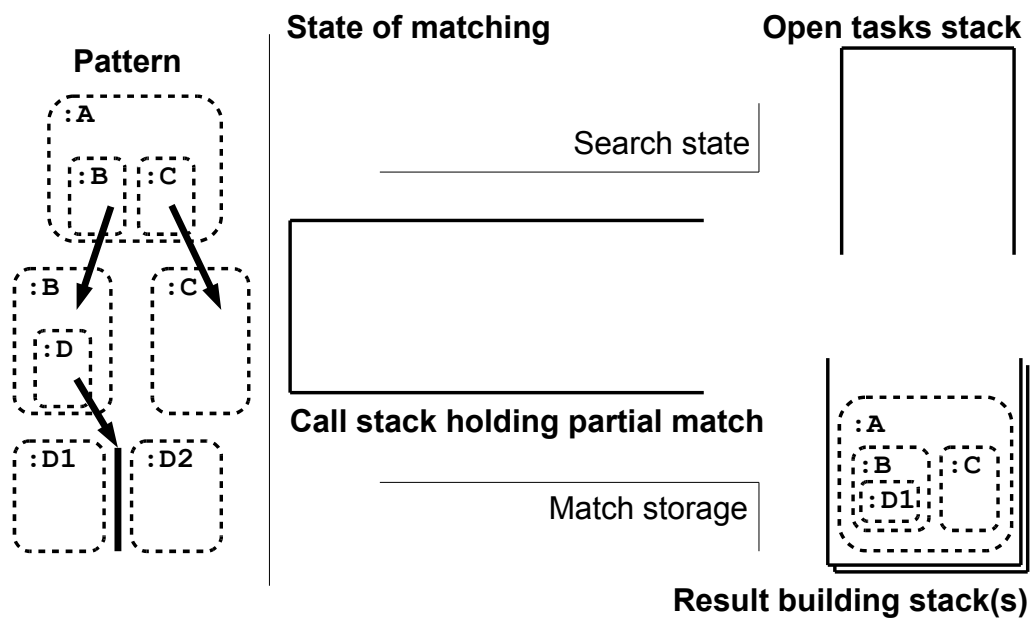 State of matching
Open tasks stack
Pattern
:A
:B :C
Search state
:B
:C
:D
Call stack holding partial match
:A
:B :C
:D1
:D1
:D2
Match storage
Result building stack(s)